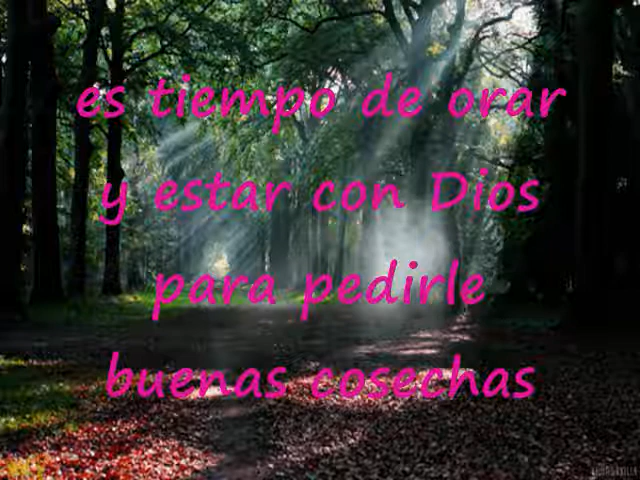 es tiempo de orar
y estar con Dios
para pedirle
buenas cosechas